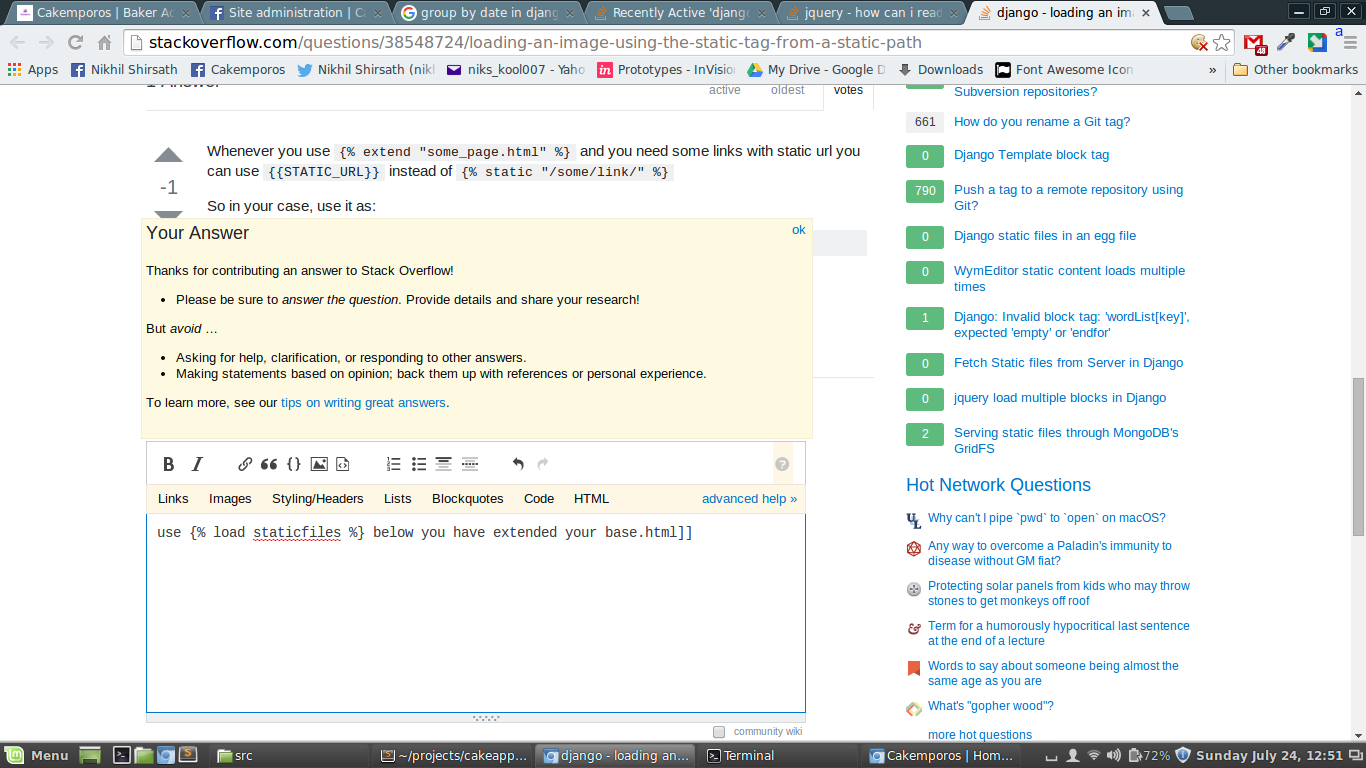 Cakemporos | Baker Ac
Site administration | Ca
group by date in djang
Recently Active 'djang
jquery - how can i read
django - loading an im
stackoverflow.com/questions/38548724/loading-an-image-using-the-static-tag-from-a-static-path
48
a
Apps
Nikhil Shirsath
Cakemporos
Nikhil Shirsath (nikl
niks_kool007 - Yaho
in
Prototypes - InVisio
My Drive - Google D
Downloads
Font Awesome Icon
»
Other bookmarks
active
oldest
votes
Whenever you use {% extend "some_page.html" %} and you need some links with static url you
can use {{STATIC_URL}} instead of {% static "/some/link/" %}
-1
So in your case, use it as:
Your Answer
ok
Thanks for contributing an answer to Stack Overflow!
• Please be sure to answer the question. Provide details and share your research!
But avoid …
• Asking for help, clarification, or responding to other answers.
• Making statements based on opinion; back them up with references or personal experience.
To learn more, see our tips on writing great answers.
B I
?
Links
Images
Styling/Headers
Lists
Blockquotes
Code
HTML
advanced help »
use {% load staticfiles %} below you have extended your base.html]]
community wiki
Subversion repositories?
661
How do you rename a Git tag?
0
Django Template block tag
790
Push a tag to a remote repository using
Git?
0
Django static files in an egg file
0
WymEditor static content loads multiple
times
1
Django: Invalid block tag: 'wordList[key]',
expected 'empty' or 'endfor'
0
Fetch Static files from Server in Django
0
jquery load multiple blocks in Django
2
Serving static files through MongoDB's
GridFS
Hot Network Questions
Why can't I pipe `pwd` to `open` on macOS?
Any way to overcome a Paladin's immunity to
disease without GM fiat?
Protecting solar panels from kids who may throw
stones to get monkeys off roof
Term for a humorously hypocritical last sentence
at the end of a lecture
Words to say about someone being almost the
same age as you are
What's "gopher wood"?
more hot questions
Menu
src
~/projects/cakeapp...
django - loading an...
Terminal
Cakemporos | Hom...
72%
Sunday July 24, 12:51